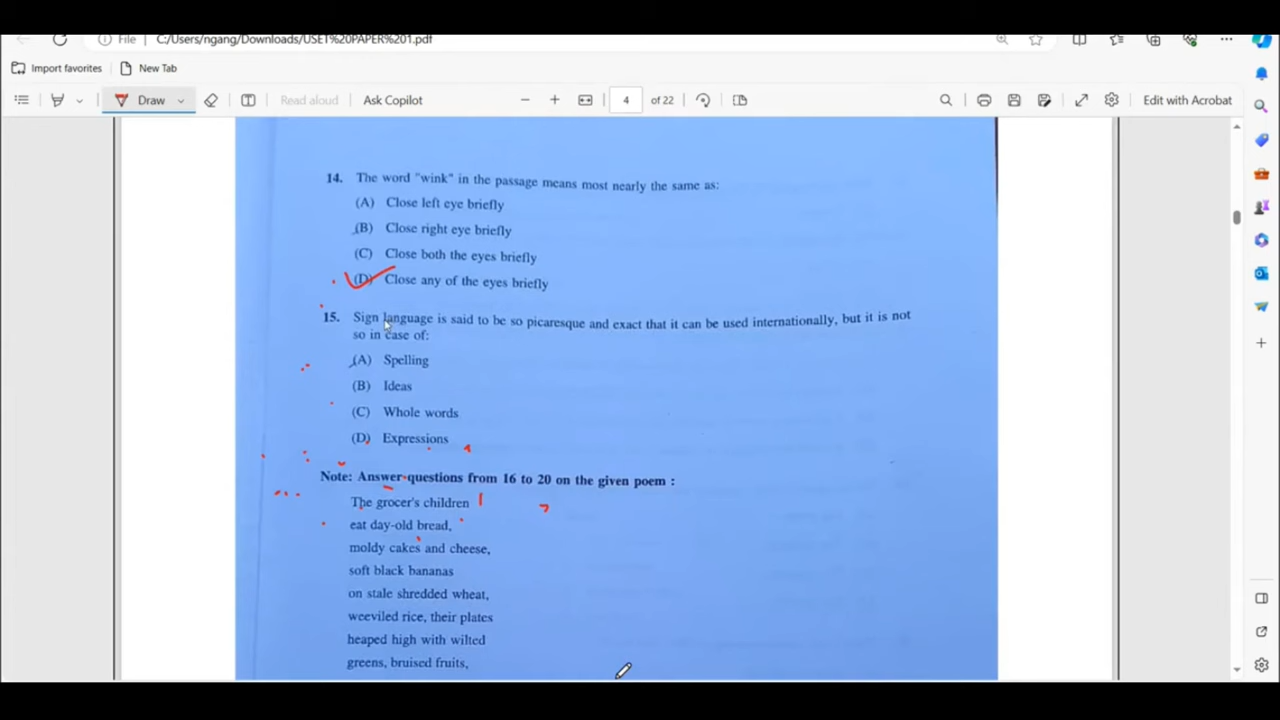 File C:/Users/ngang/Downloads/USET%20PAPER%201.pdf
Import favorites New Tab
Draw Read aloud Ask Copilot 4 of 22 Edit with Acrobat
14. The word "wink" in the passage means most nearly the same as:
(A) Close left eye briefly
(B) Close right eye briefly
(C) Close both the eyes briefly
(D) Close any of the eyes briefly
15. Sign language is said to be so picaresque and exact that it can be used internationally, but it is not
so in case of:
(A) Spelling
(B) Ideas
(C) Whole words
(D) Expressions
Note: Answer questions from 16 to 20 on the given poem :
The grocer's children
eat day-old bread,
moldy cakes and cheese,
soft black bananas
on stale shredded wheat,
weeviled rice, their plates
heaped high with wilted
greens, bruised fruits,